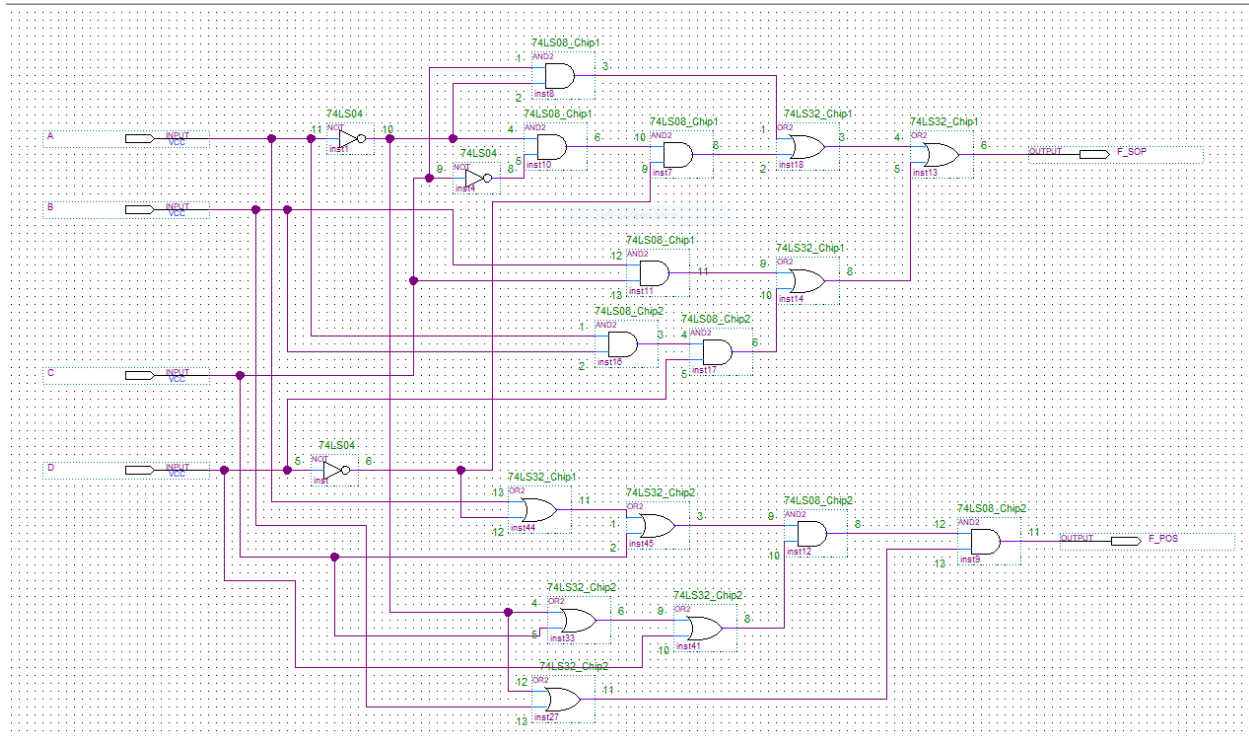 74LS08_Chip1
1 AND2 3
2 inst8
74LS04 74LS08_Chip1 74LS08_Chip1 74LS32_Chip1 74LS32_Chip1
A INPUT VCC 11 NOT 10 inst1
4 AND2 6
5 inst10
10 AND2 8
9 inst7
1 OR2 3
2 inst18
4 OR2 6
5 inst13
OUTPUT F_SOP
74LS04
9 NOT 8
inst4
B INPUT VCC
74LS08_Chip1
12 AND2 11
13 inst11
74LS32_Chip1
9 OR2 8
10 inst14
74LS08_Chip2
1 AND2 3
2 inst16
74LS08_Chip2
4 AND2 6
5 inst17
C INPUT VCC
74LS04
D INPUT VCC 5 NOT 6
inst
74LS32_Chip1
13 OR2 11
12 inst44
74LS32_Chip2
OR2
1 3
2 inst45
74LS08_Chip2
9 AND2 8
10 inst12
74LS08_Chip2
12 AND2 11
13 inst9
OUTPUT F_POS
74LS32_Chip2
4 OR2 6
5 inst33
74LS32_Chip2
9 OR2 8
10 inst41
74LS32_Chip2
12 OR2 11
13 inst27